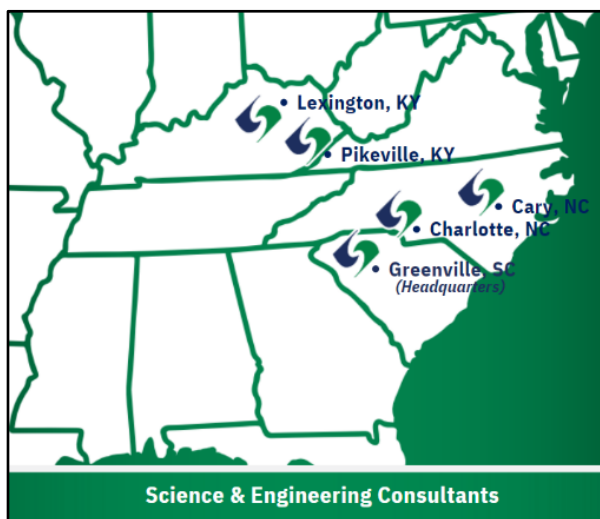 Lexington, KY
Pikeville, KY
Cary, NC
Charlotte, NC
Greenville, SC
(Headquarters)
Science & Engineering Consultants